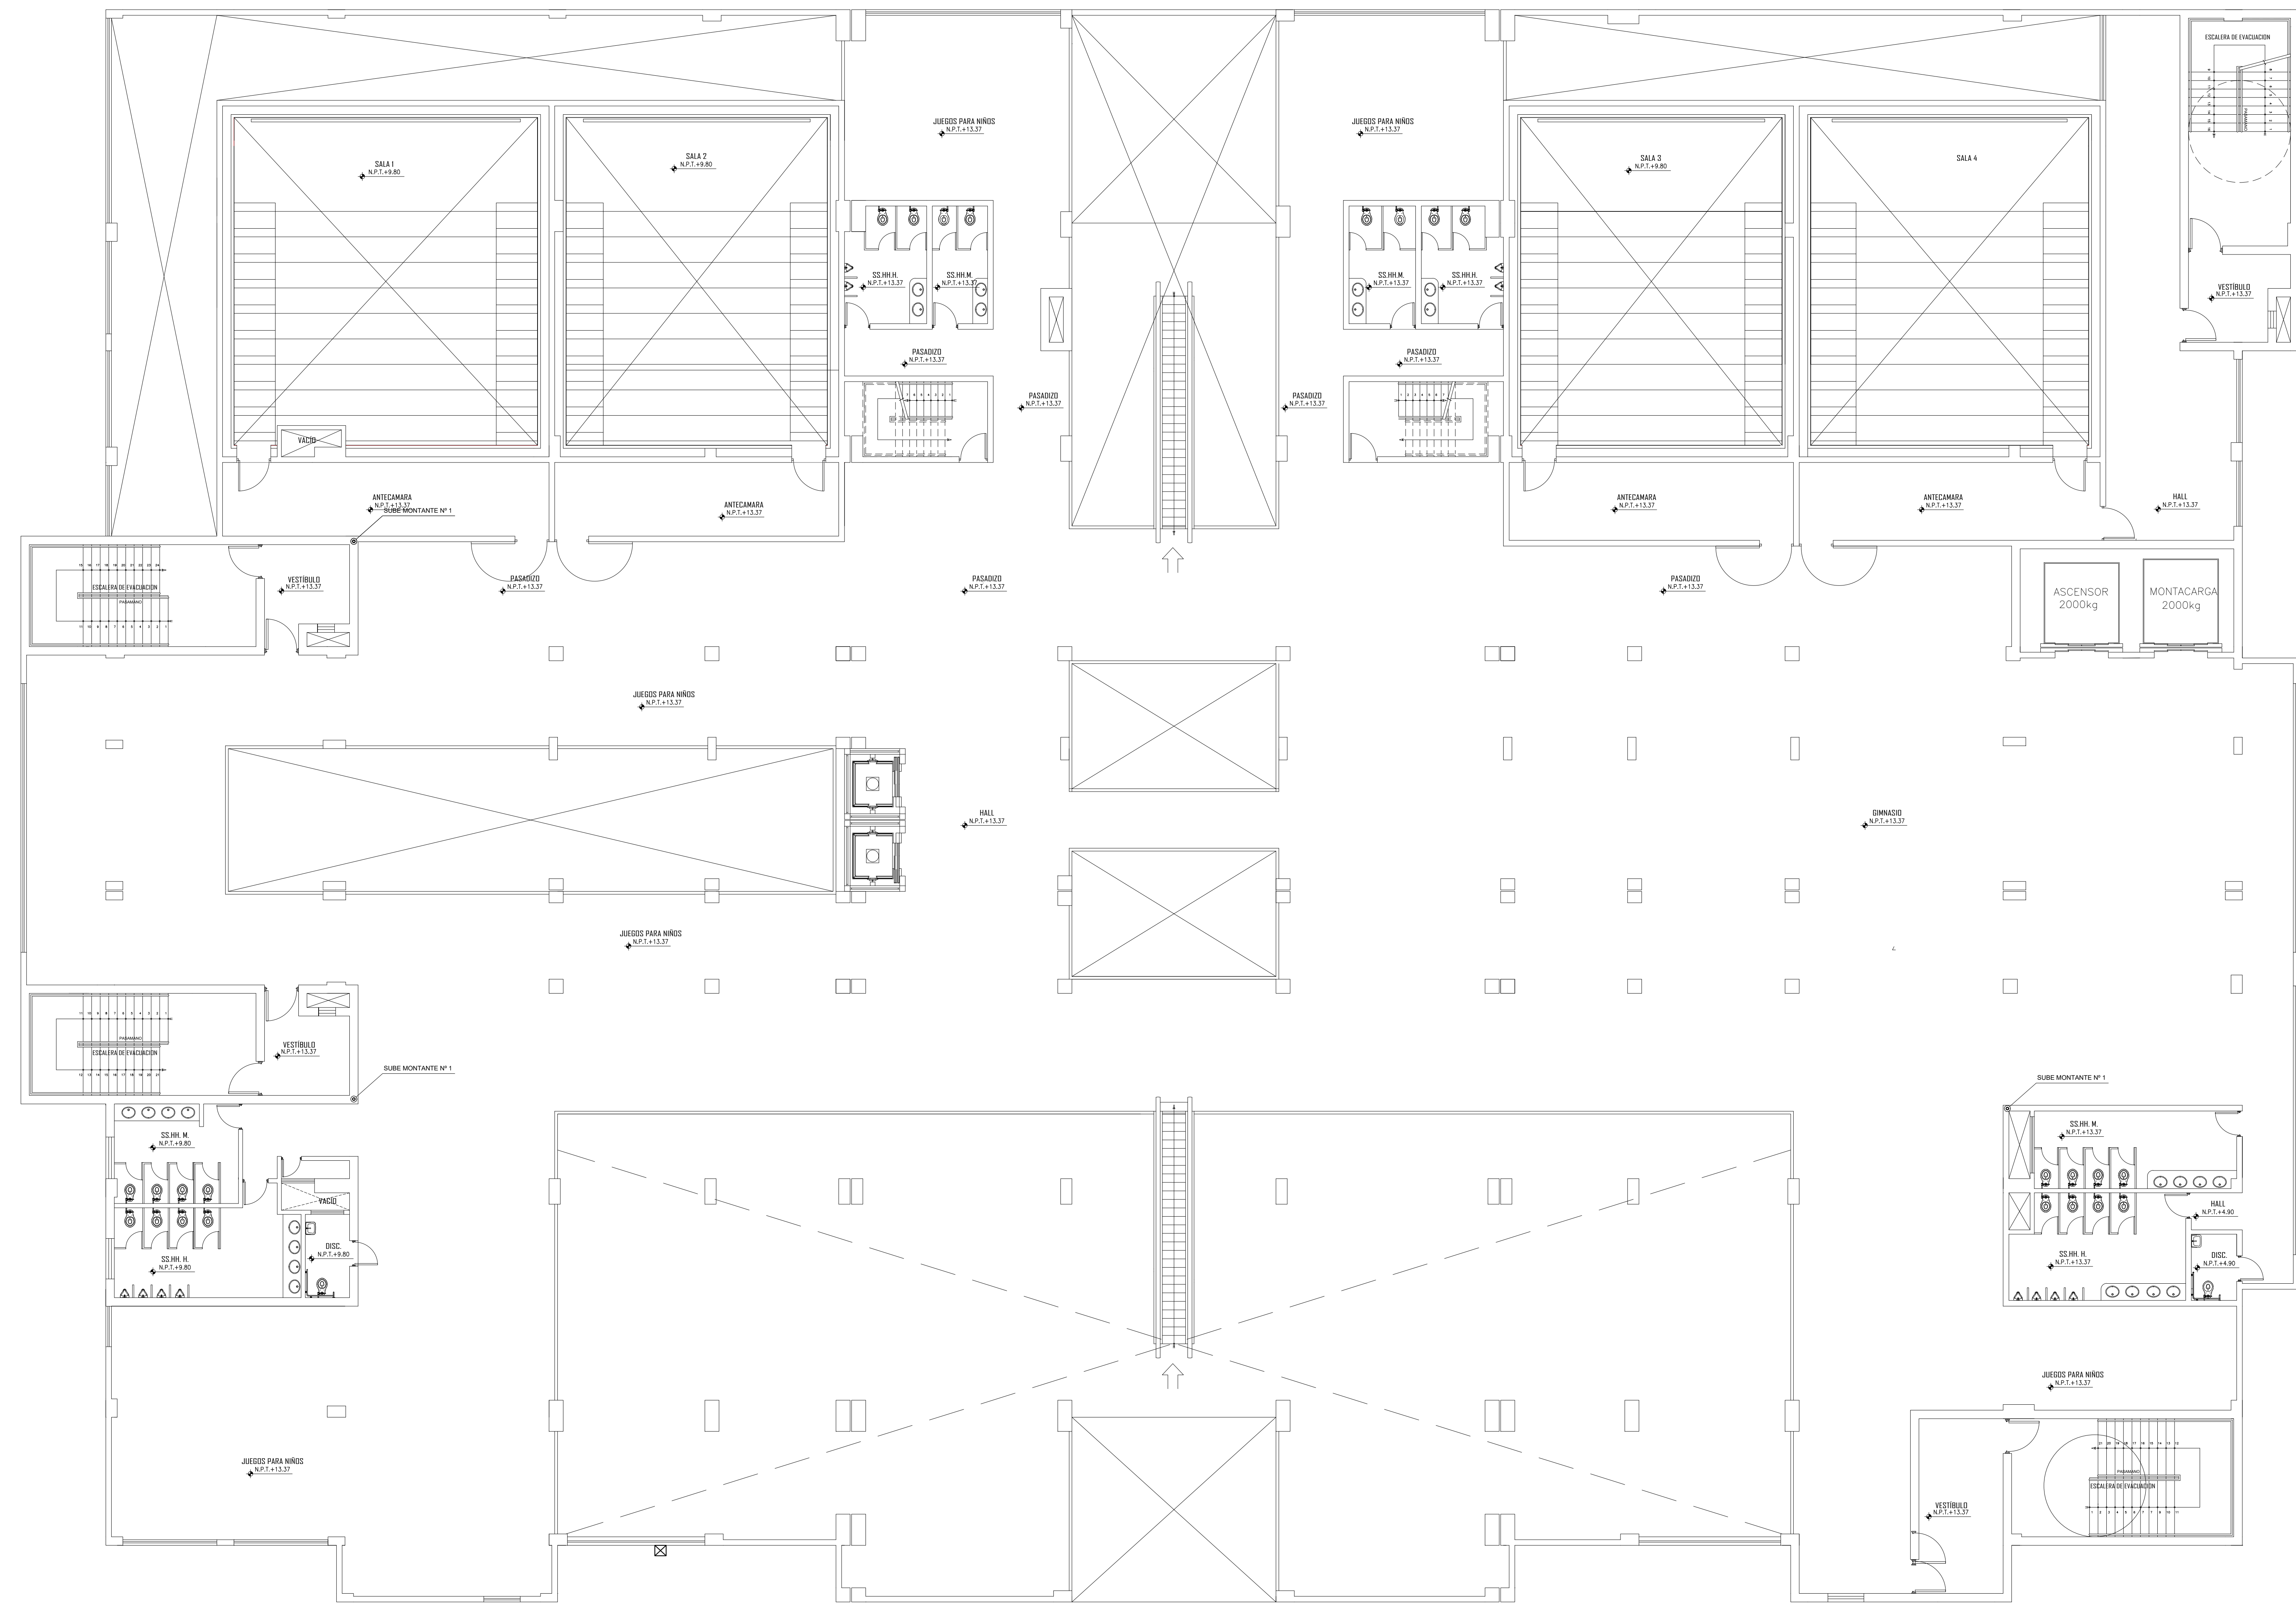 ESCALERA DE EVACUACION
PASAMANO
JUEGOS PARA NIÑOS
N.P.T.+13.37
JUEGOS PARA NIÑOS
N.P.T.+13.37
SALA 1
N.P.T.+9.80
SALA 2
N.P.T.+9.80
SALA 3
N.P.T.+9.80
SALA 4
SS.HH.H.
N.P.T.+13.37
SS.HH.M.
N.P.T.+13.37
SS.HH.M.
N.P.T.+13.37
SS.HH.H.
N.P.T.+13.37
VESTÍBULO
N.P.T.+13.37
PASADIZO
N.P.T.+13.37
PASADIZO
N.P.T.+13.37
PASADIZO
N.P.T.+13.37
PASADIZO
N.P.T.+13.37
VACÍO
ANTECAMARA
N.P.T.+13.37
SUBE MONTANTE Nº 1
ANTECAMARA
N.P.T.+13.37
ANTECAMARA
N.P.T.+13.37
ANTECAMARA
N.P.T.+13.37
HALL
N.P.T.+13.37
ESCALERA DE EVACUACION
PASAMANO
VESTÍBULO
N.P.T.+13.37
PASADIZO
N.P.T.+13.37
PASADIZO
N.P.T.+13.37
PASADIZO
N.P.T.+13.37
ASCENSOR
2000kg
MONTACARGA
2000kg
JUEGOS PARA NIÑOS
N.P.T.+13.37
HALL
N.P.T.+13.37
GIMNASIO
N.P.T.+13.37
JUEGOS PARA NIÑOS
N.P.T.+13.37
PASAMANO
ESCALERA DE EVACUACION
VESTÍBULO
N.P.T.+13.37
SUBE MONTANTE Nº 1
SUBE MONTANTE Nº 1
SS.HH. M.
N.P.T.+9.80
VACÍO
SS.HH. H.
N.P.T.+9.80
DISC.
N.P.T.+9.80
SS.HH. M.
N.P.T.+13.37
HALL
N.P.T.+4.90
SS.HH. H.
N.P.T.+13.37
DISC.
N.P.T.+4.90
JUEGOS PARA NIÑOS
N.P.T.+13.37
JUEGOS PARA NIÑOS
N.P.T.+13.37
PASAMANO
ESCALERA DE EVACUACION
VESTÍBULO
N.P.T.+13.37